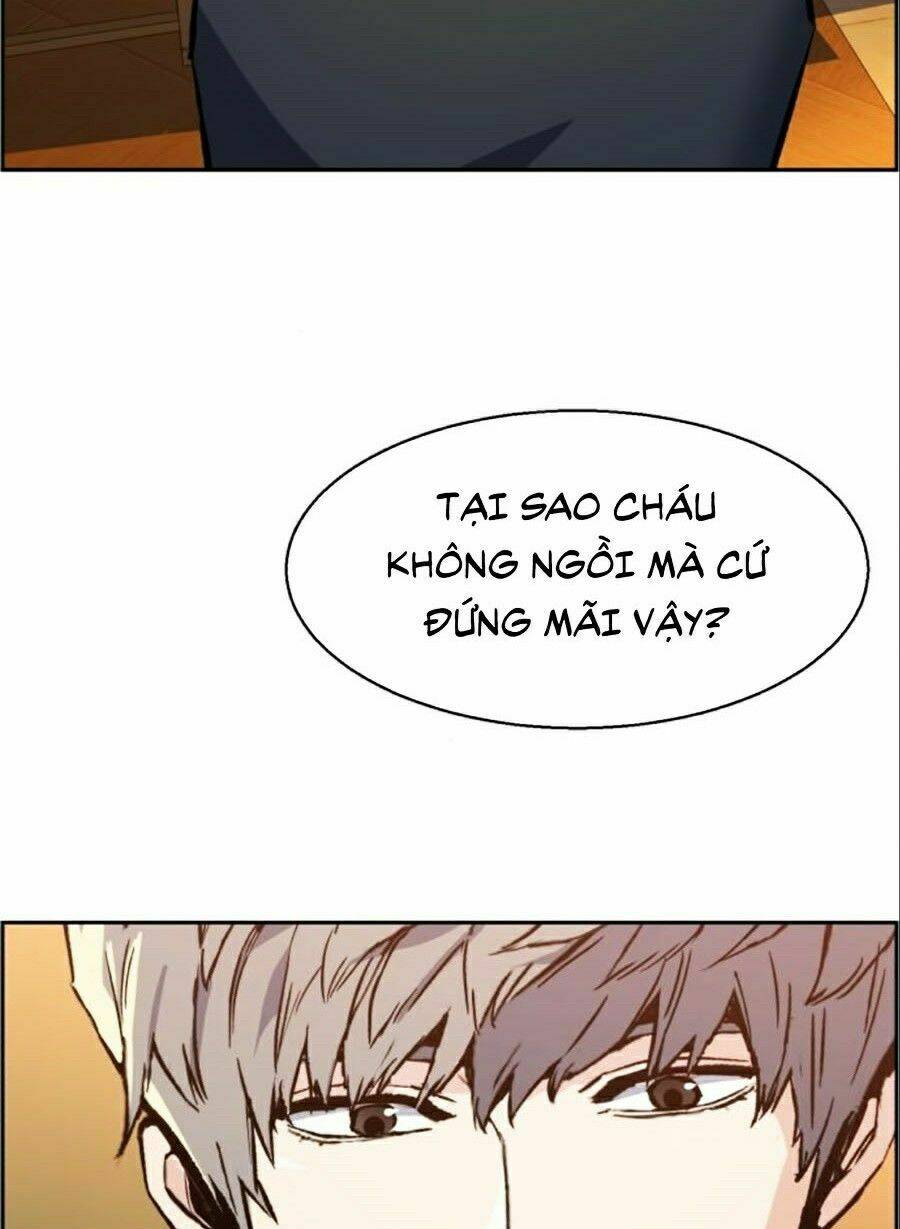 TẠI SAO CHÁU
KHÔNG NGỒI MÀ CỨ
ĐỨNG MÃI VẬY?